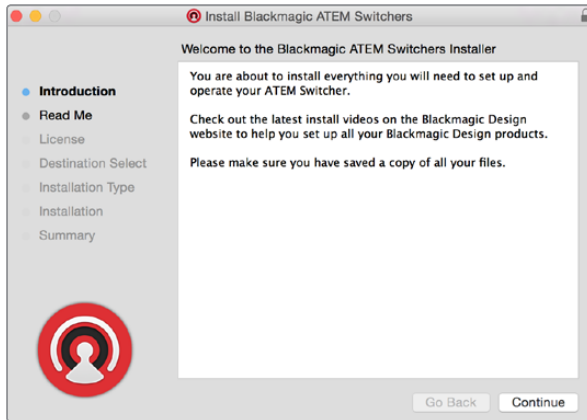 Install Blackmagic ATEM Switchers
Welcome to the Blackmagic ATEM Switchers Installer
Introduction
Read Me
License
Destination Select
Installation Type
Installation
Summary
You are about to install everything you will need to set up and
operate your ATEM Switcher.
Check out the latest install videos on the Blackmagic Design
website to help you set up all your Blackmagic Design products.
Please make sure you have saved a copy of all your files.
Go Back
Continue